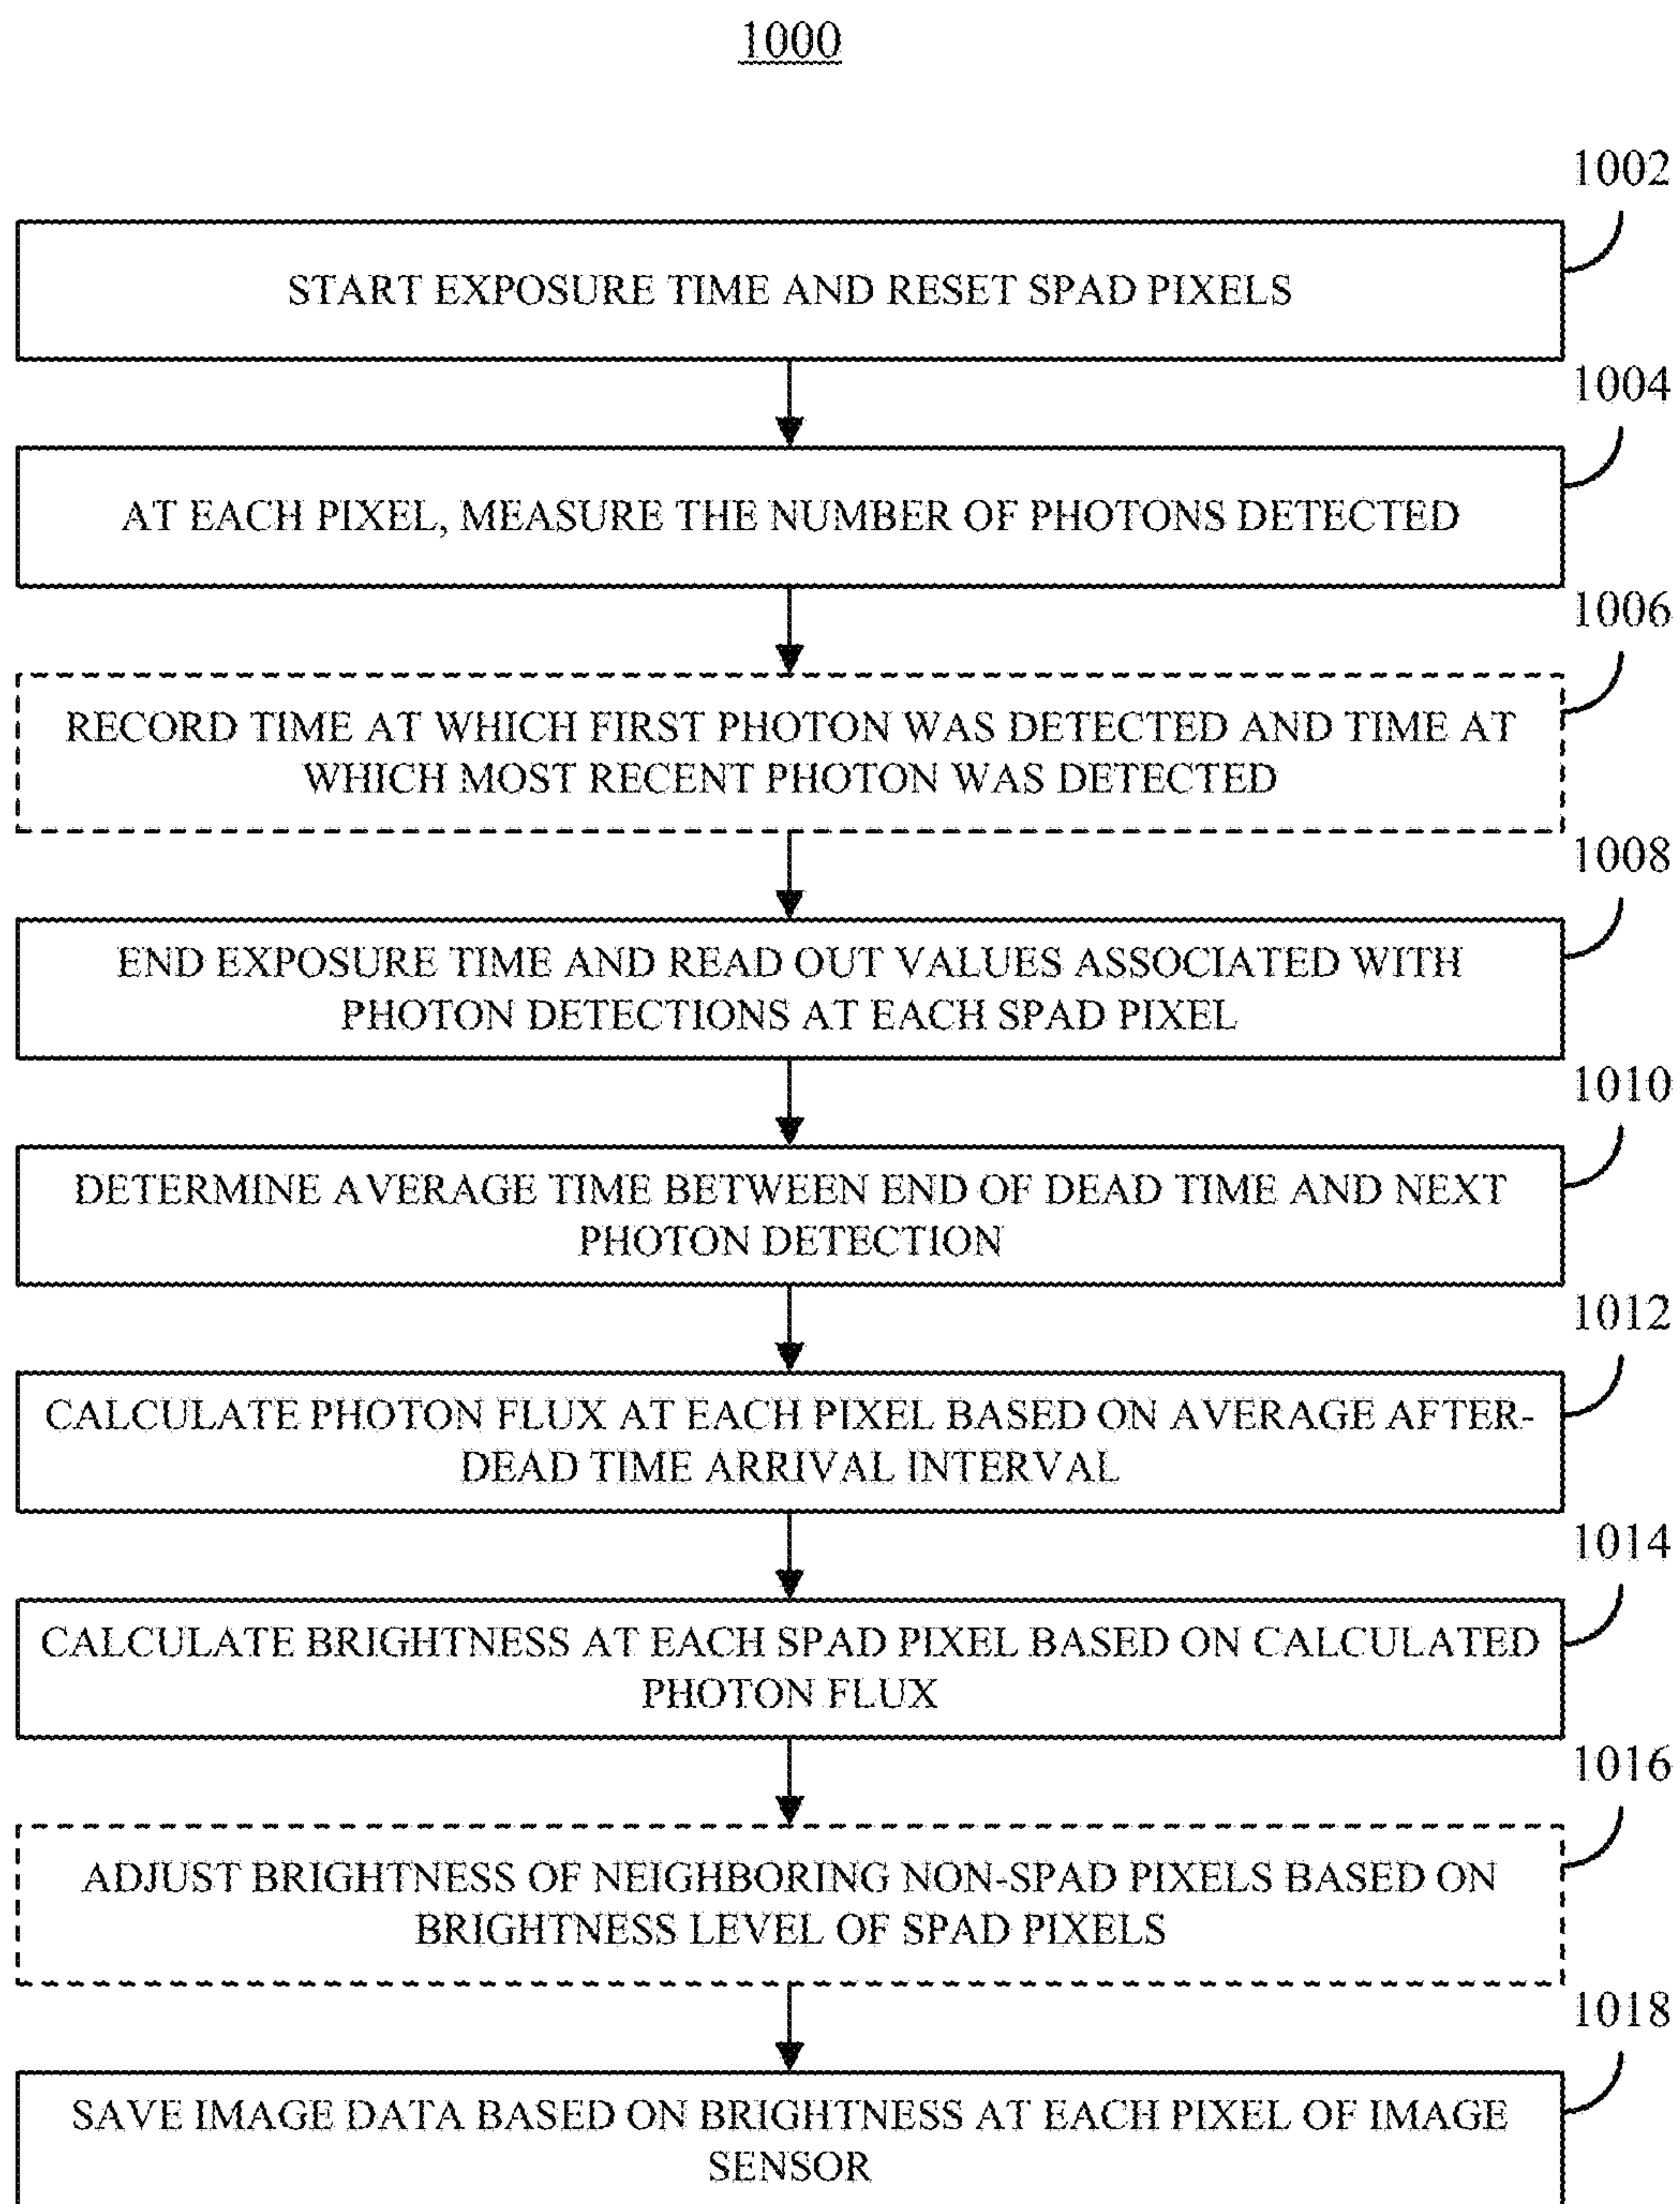 1000
1002
START EXPOSURE TIME AND RESET SPAD PIXELS
1004
AT EACH PIXEL, MEASURE THE NUMBER OF PHOTONS DETECTED
1006
RECORD TIME AT WHICH FIRST PHOTON WAS DETECTED AND TIME AT
WHICH MOST RECENT PHOTON WAS DETECTED
1008
END EXPOSURE TIME AND READ OUT VALUES ASSOCIATED WITH
PHOTON DETECTIONS AT EACH SPAD PIXEL
1010
DETERMINE AVERAGE TIME BETWEEN END OF DEAD TIME AND NEXT
PHOTON DETECTION
1012
CALCULATE PHOTON FLUX AT EACH PIXEL BASED ON AVERAGE AFTER-
DEAD TIME ARRIVAL INTERVAL
1014
CALCULATE BRIGHTNESS AT EACH SPAD PIXEL BASED ON CALCULATED
PHOTON FLUX
1016
ADJUST BRIGHTNESS OF NEIGHBORING NON-SPAD PIXELS BASED ON
BRIGHTNESS LEVEL OF SPAD PIXELS
1018
SAVE IMAGE DATA BASED ON BRIGHTNESS AT EACH PIXEL OF IMAGE
SENSOR